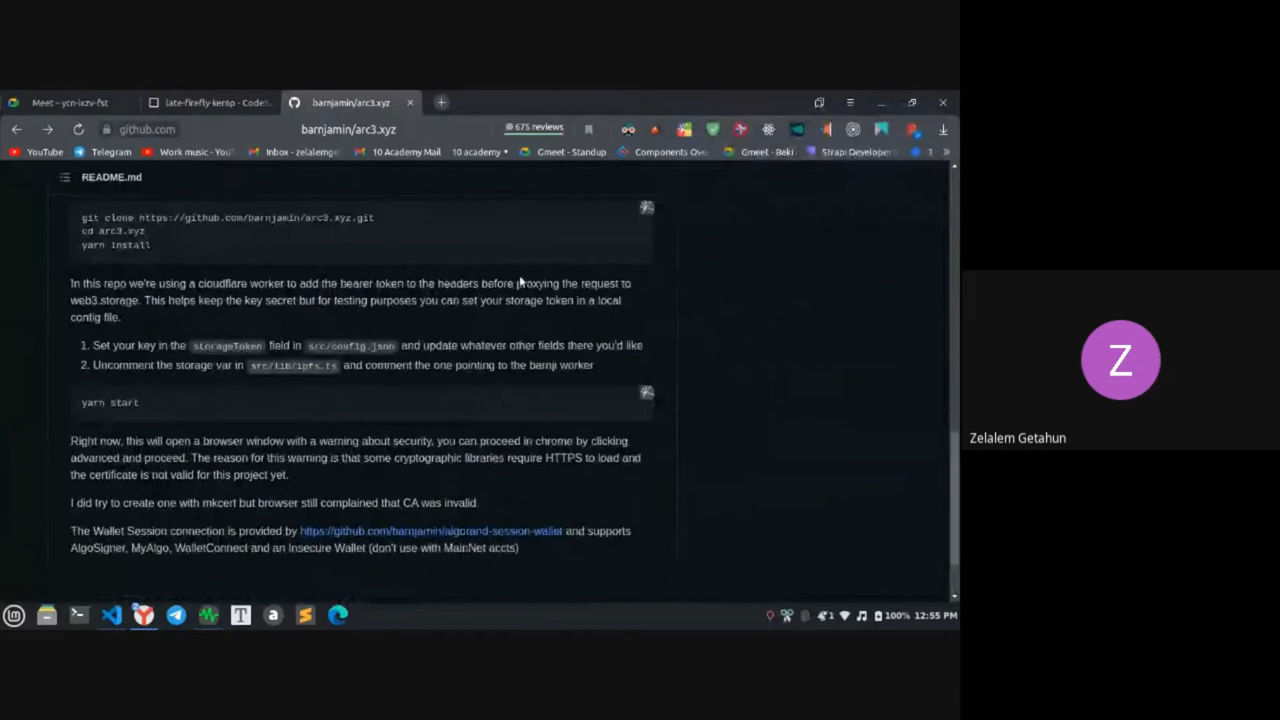 Meet – ycn-ixzv-fst
late-firefly-ker6p - CodeS
barnjamin/arc3.xyz
github.com
barnjamin/arc3.xyz
675 reviews
YouTube
Telegram
Work music - You
Inbox - zelalemge
10 Academy Mail
10 academy
Gmeet - Standup
Components Ov
Gmeet - Beki
Strapi Developer
1
»
README.md
git clone https://github.com/barnjamin/arc3.xyz.git
cd arc3.xyz
yarn install
In this repo we're using a cloudflare worker to add the bearer token to the headers before proxying the request to
web3.storage. This helps keep the key secret but for testing purposes you can set your storage token in a local
config file.
1. Set your key in the storageToken field in src/config.json and update whatever other fields there you'd like
2. Uncomment the storage var in src/lib/ipfs.ts and comment the one pointing to the barnji worker
yarn start
Right now, this will open a browser window with a warning about security, you can proceed in chrome by clicking
advanced and proceed. The reason for this warning is that some cryptographic libraries require HTTPS to load and
the certificate is not valid for this project yet.
I did try to create one with mkcert but browser still complained that CA was invalid.
The Wallet Session connection is provided by https://github.com/barnjamin/algorand-session-wallet and supports
AlgoSigner, MyAlgo, WalletConnect and an Insecure Wallet (don't use with MainNet accts)
1
100%
12:55 PM
Z
Zelalem Getahun